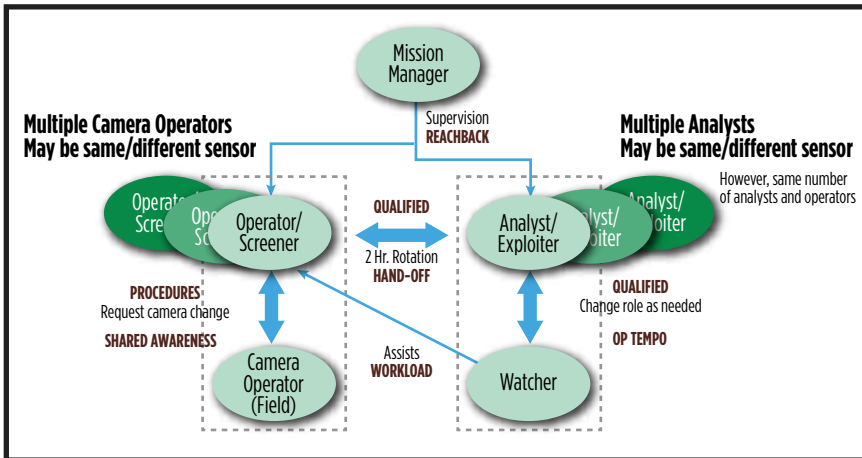 Mission
Manager
Supervision
REACHBACK
Multiple Camera Operators
May be same/different sensor
Multiple Analysts
May be same/different sensor
However, same number
of analysts and operators
Operator/
Screener
QUALIFIED
2 Hr. Rotation
HAND-OFF
Analyst/
Exploiter
Analyst/
PROCEDURES
Request camera change
SHARED AWARENESS
QUALIFIED
Change role as needed
OP TEMPO
Assists
WORKLOAD
Camera
Operator
(Field)
Watcher